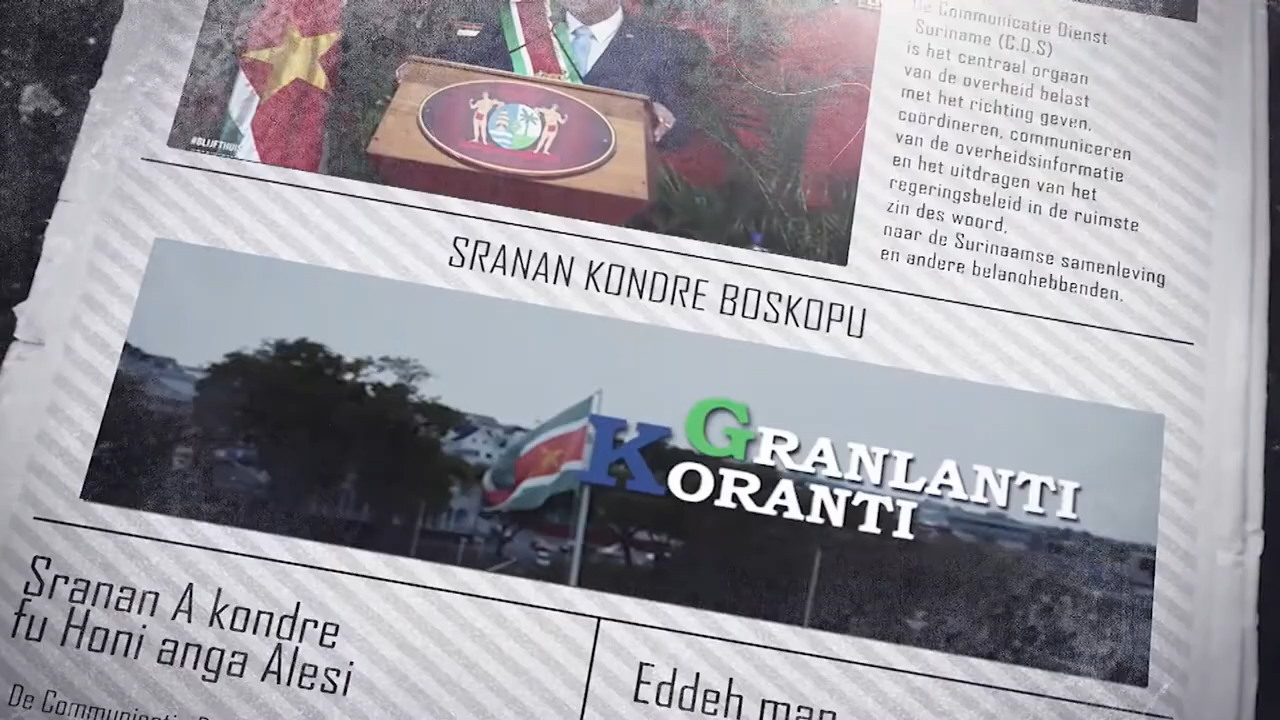 De Communicatie Dienst
Suriname (C.D.S)
is het centraal orgaan
van de overheid belast
met het richting geven,
coördineren, communiceren
van de overheidsinformatie
en het uitdragen van het
regeringsbeleid in de ruimste
zin des woord,
naar de Surinaamse samenleving
en andere belanghebbenden.
SRANAN KONDRE BOSKOPU
GRANLANTI
KORANTI
Sranan A kondre
fu Honi anga Alesi
De Communicatie
Eddeh man